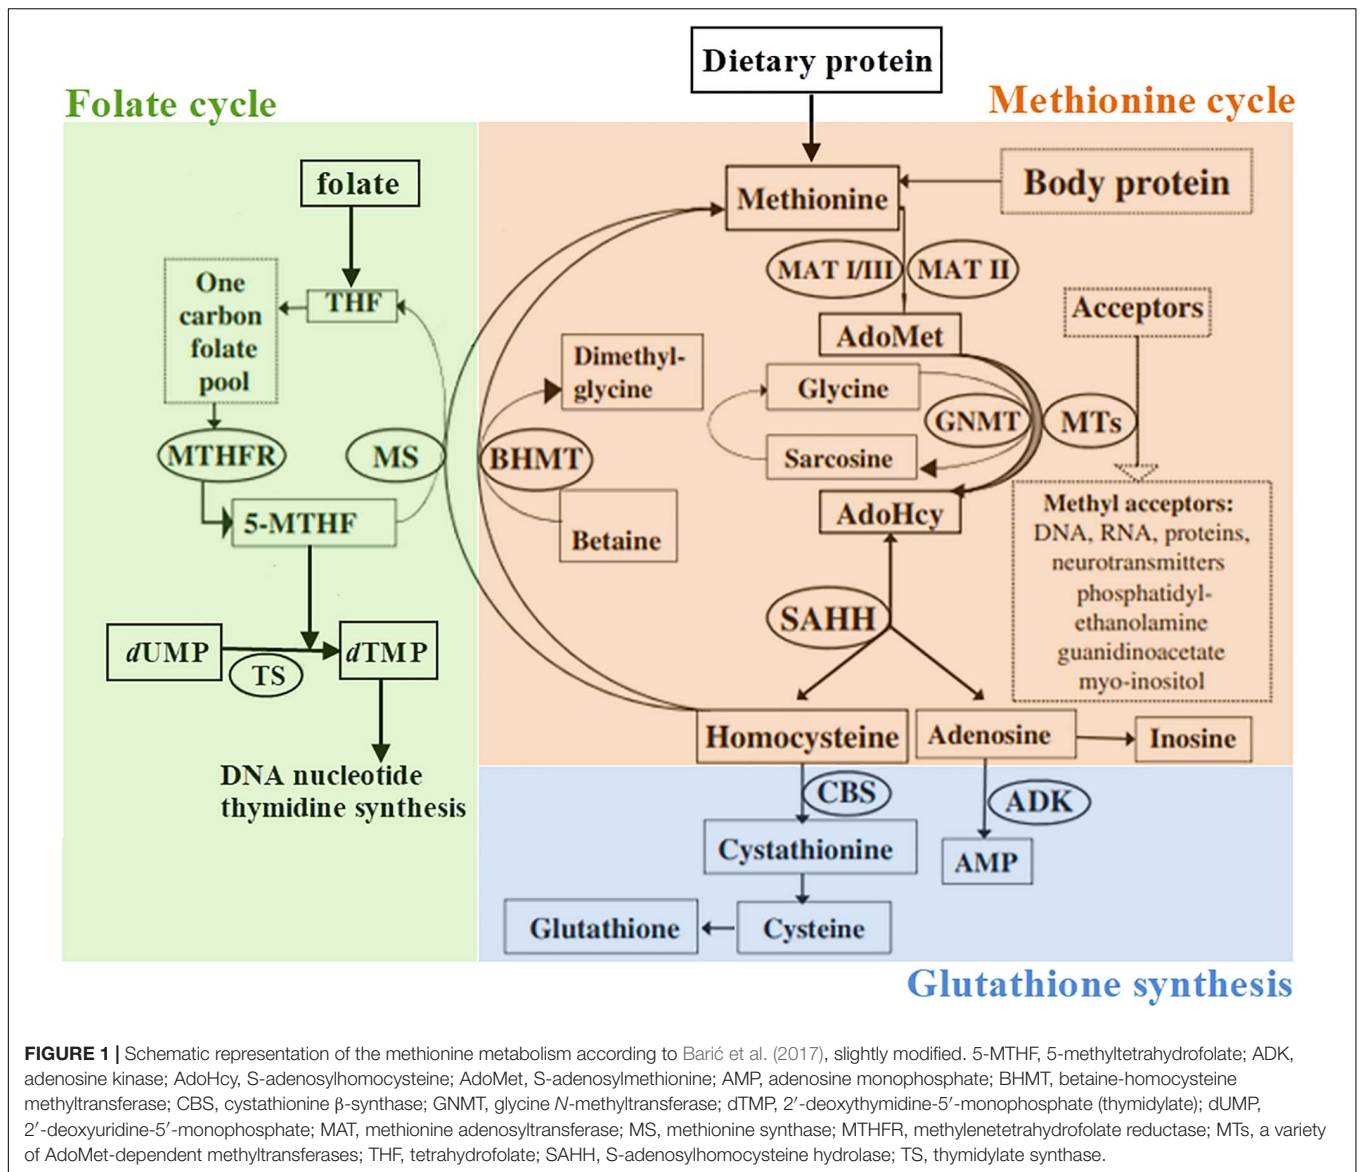 Dietary protein
Folate cycle
Methionine cycle
folate
Methionine
Body protein
MAT I/III
MAT II
One
carbon
folate
pool
THF
Acceptors
AdoMet
Dimethyl-
glycine
Glycine
GNMT
MTs
MTHFR
MS
BHMT
Sarcosine
5-MTHF
Betaine
AdoHcy
Methyl acceptors:
DNA, RNA, proteins,
neurotransmitters
phosphatidyl-
ethanolamine
guanidinoacetate
myo-inositol
SAHH
dUMP
TS
dTMP
DNA nucleotide
thymidine synthesis
Homocysteine
Adenosine
Inosine
CBS
ADK
Cystathionine
AMP
Glutathione
Cysteine
Glutathione synthesis
FIGURE 1 | Schematic representation of the methionine metabolism according to Barić et al. (2017), slightly modified. 5-MTHF, 5-methyltetrahydrofolate; ADK,
adenosine kinase; AdoHcy, S-adenosylhomocysteine; AdoMet, S-adenosylmethionine; AMP, adenosine monophosphate; BHMT, betaine-homocysteine
methyltransferase; CBS, cystathionine β-synthase; GNMT, glycine N-methyltransferase; dTMP, 2′-deoxythymidine-5′-monophosphate (thymidylate); dUMP,
2′-deoxyuridine-5′-monophosphate; MAT, methionine adenosyltransferase; MS, methionine synthase; MTHFR, methylenetetrahydrofolate reductase; MTs, a variety
of AdoMet-dependent methyltransferases; THF, tetrahydrofolate; SAHH, S-adenosylhomocysteine hydrolase; TS, thymidylate synthase.